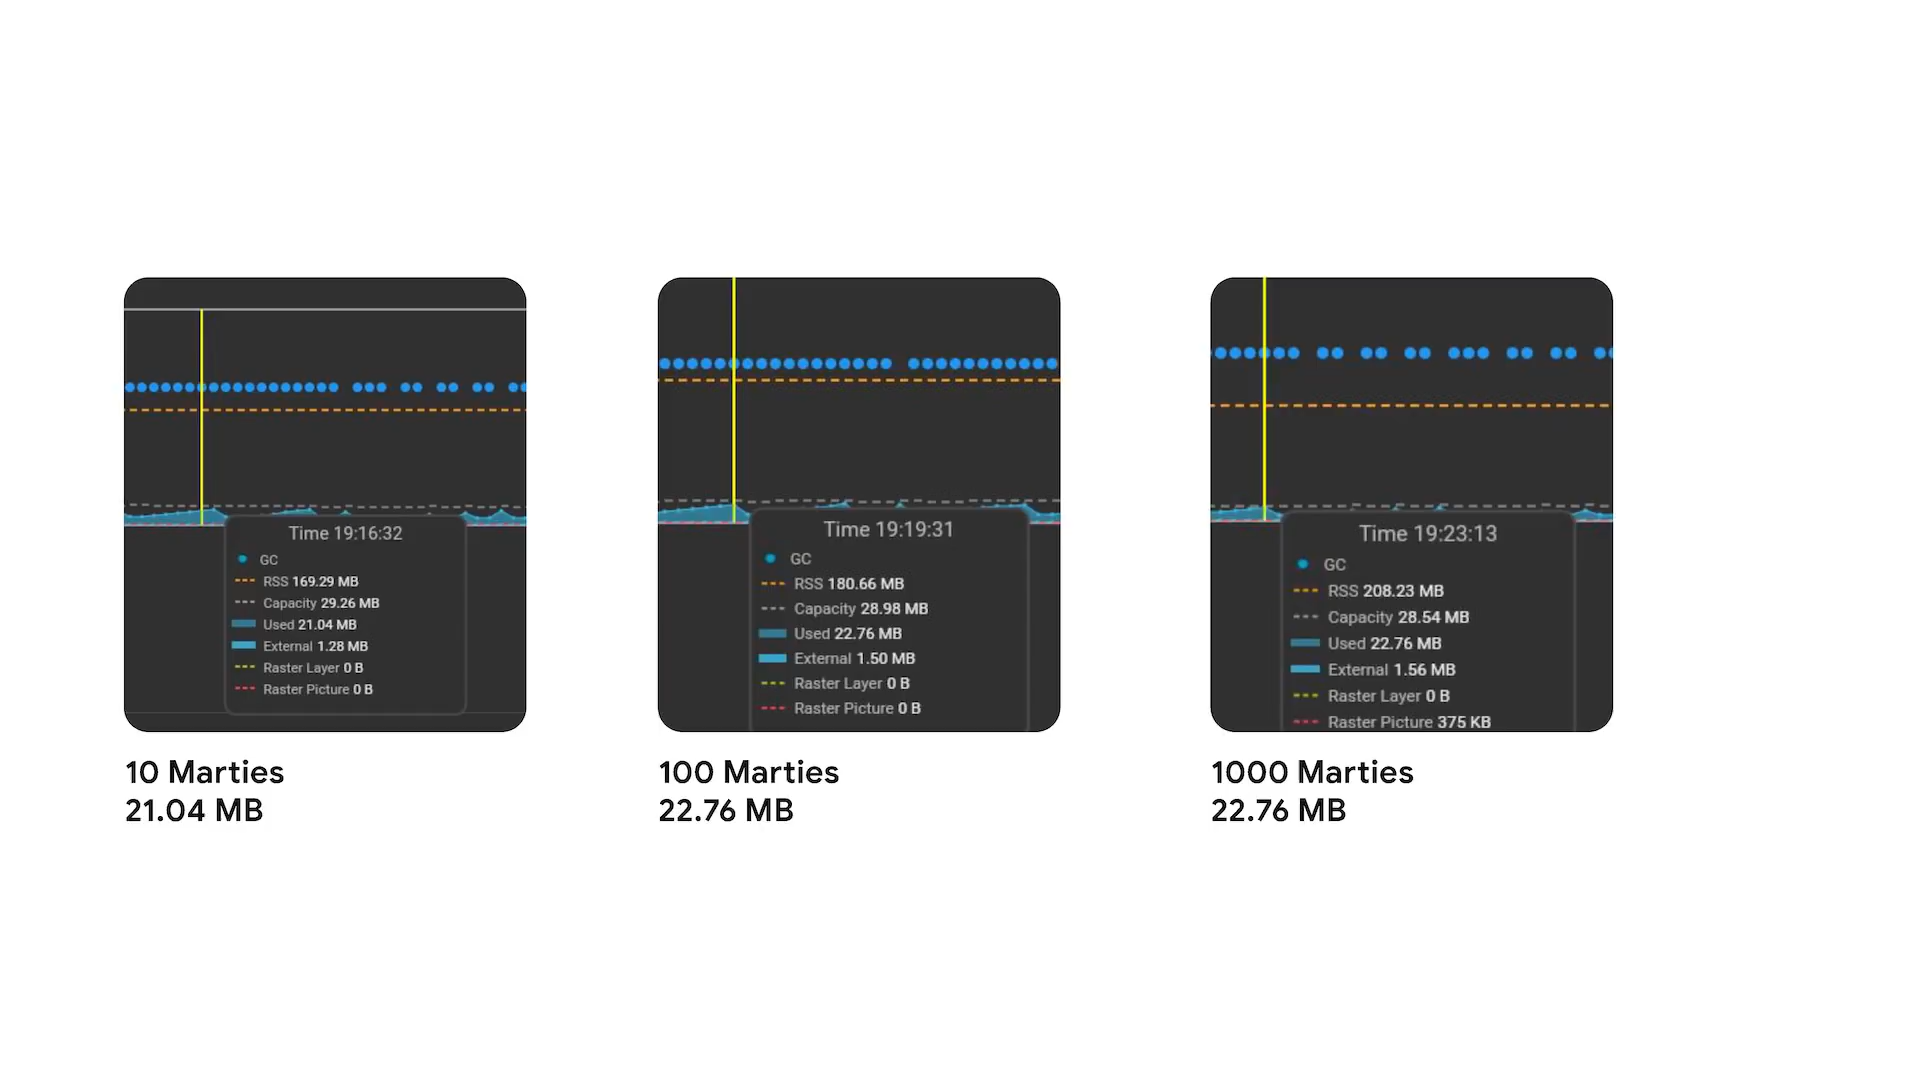 Time 19:16:32
GC
RSS 169.29 MB
Capacity 29.26 MB
Used 21.04 MB
External 1.28 MB
Raster Layer 0 B
Raster Picture 0 B
10 Marties
21.04 MB
Time 19:19:31
GC
RSS 180.66 MB
Capacity 28.98 MB
Used 22.76 MB
External 1.50 MB
Raster Layer 0 B
Raster Picture 0 B
100 Marties
22.76 MB
Time 19:23:13
GC
RSS 208.23 MB
Capacity 28.54 MB
Used 22.76 MB
External 1.56 MB
Raster Layer 0 B
Raster Picture 375 KB
1000 Marties
22.76 MB